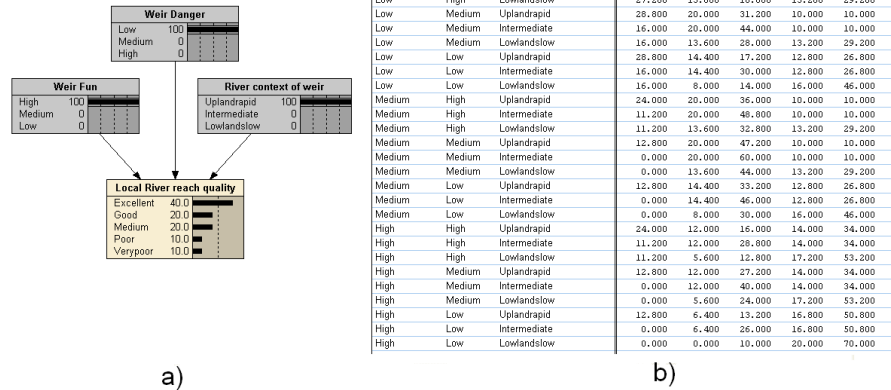 Weir Danger
Low 100
Medium 0
High 0
Weir Fun
High 100
Medium 0
Low 0
River context of weir
Uplandrapid 100
Intermediate 0
Lowlandslow 0
Local River reach quality
Excellent 40.0
Good 20.0
Medium 20.0
Poor 10.0
Verypoor 10.0
a)
Low High Lowlandslow
Low Medium Uplandrapid 28.800 20.000 31.200 10.000 10.000
Low Medium Intermediate 16.000 20.000 44.000 10.000 10.000
Low Medium Lowlandslow 16.000 13.600 28.000 13.200 29.200
Low Low Uplandrapid 28.800 14.400 17.200 12.800 26.800
Low Low Intermediate 16.000 14.400 30.000 12.800 26.800
Low Low Lowlandslow 16.000 8.000 14.000 16.000 46.000
Medium High Uplandrapid 24.000 20.000 36.000 10.000 10.000
Medium High Intermediate 11.200 20.000 48.800 10.000 10.000
Medium High Lowlandslow 11.200 13.600 32.800 13.200 29.200
Medium Medium Uplandrapid 12.800 20.000 47.200 10.000 10.000
Medium Medium Intermediate 0.000 20.000 60.000 10.000 10.000
Medium Medium Lowlandslow 0.000 13.600 44.000 13.200 29.200
Medium Low Uplandrapid 12.800 14.400 33.200 12.800 26.800
Medium Low Intermediate 0.000 14.400 46.000 12.800 26.800
Medium Low Lowlandslow 0.000 8.000 30.000 16.000 46.000
High High Uplandrapid 24.000 12.000 16.000 14.000 34.000
High High Intermediate 11.200 12.000 28.800 14.000 34.000
High High Lowlandslow 11.200 5.600 12.800 17.200 53.200
High Medium Uplandrapid 12.800 12.000 27.200 14.000 34.000
High Medium Intermediate 0.000 12.000 40.000 14.000 34.000
High Medium Lowlandslow 0.000 5.600 24.000 17.200 53.200
High Low Uplandrapid 12.800 6.400 13.200 16.800 50.800
High Low Intermediate 0.000 6.400 26.000 16.800 50.800
High Low Lowlandslow 0.000 0.000 10.000 20.000 70.000
b)